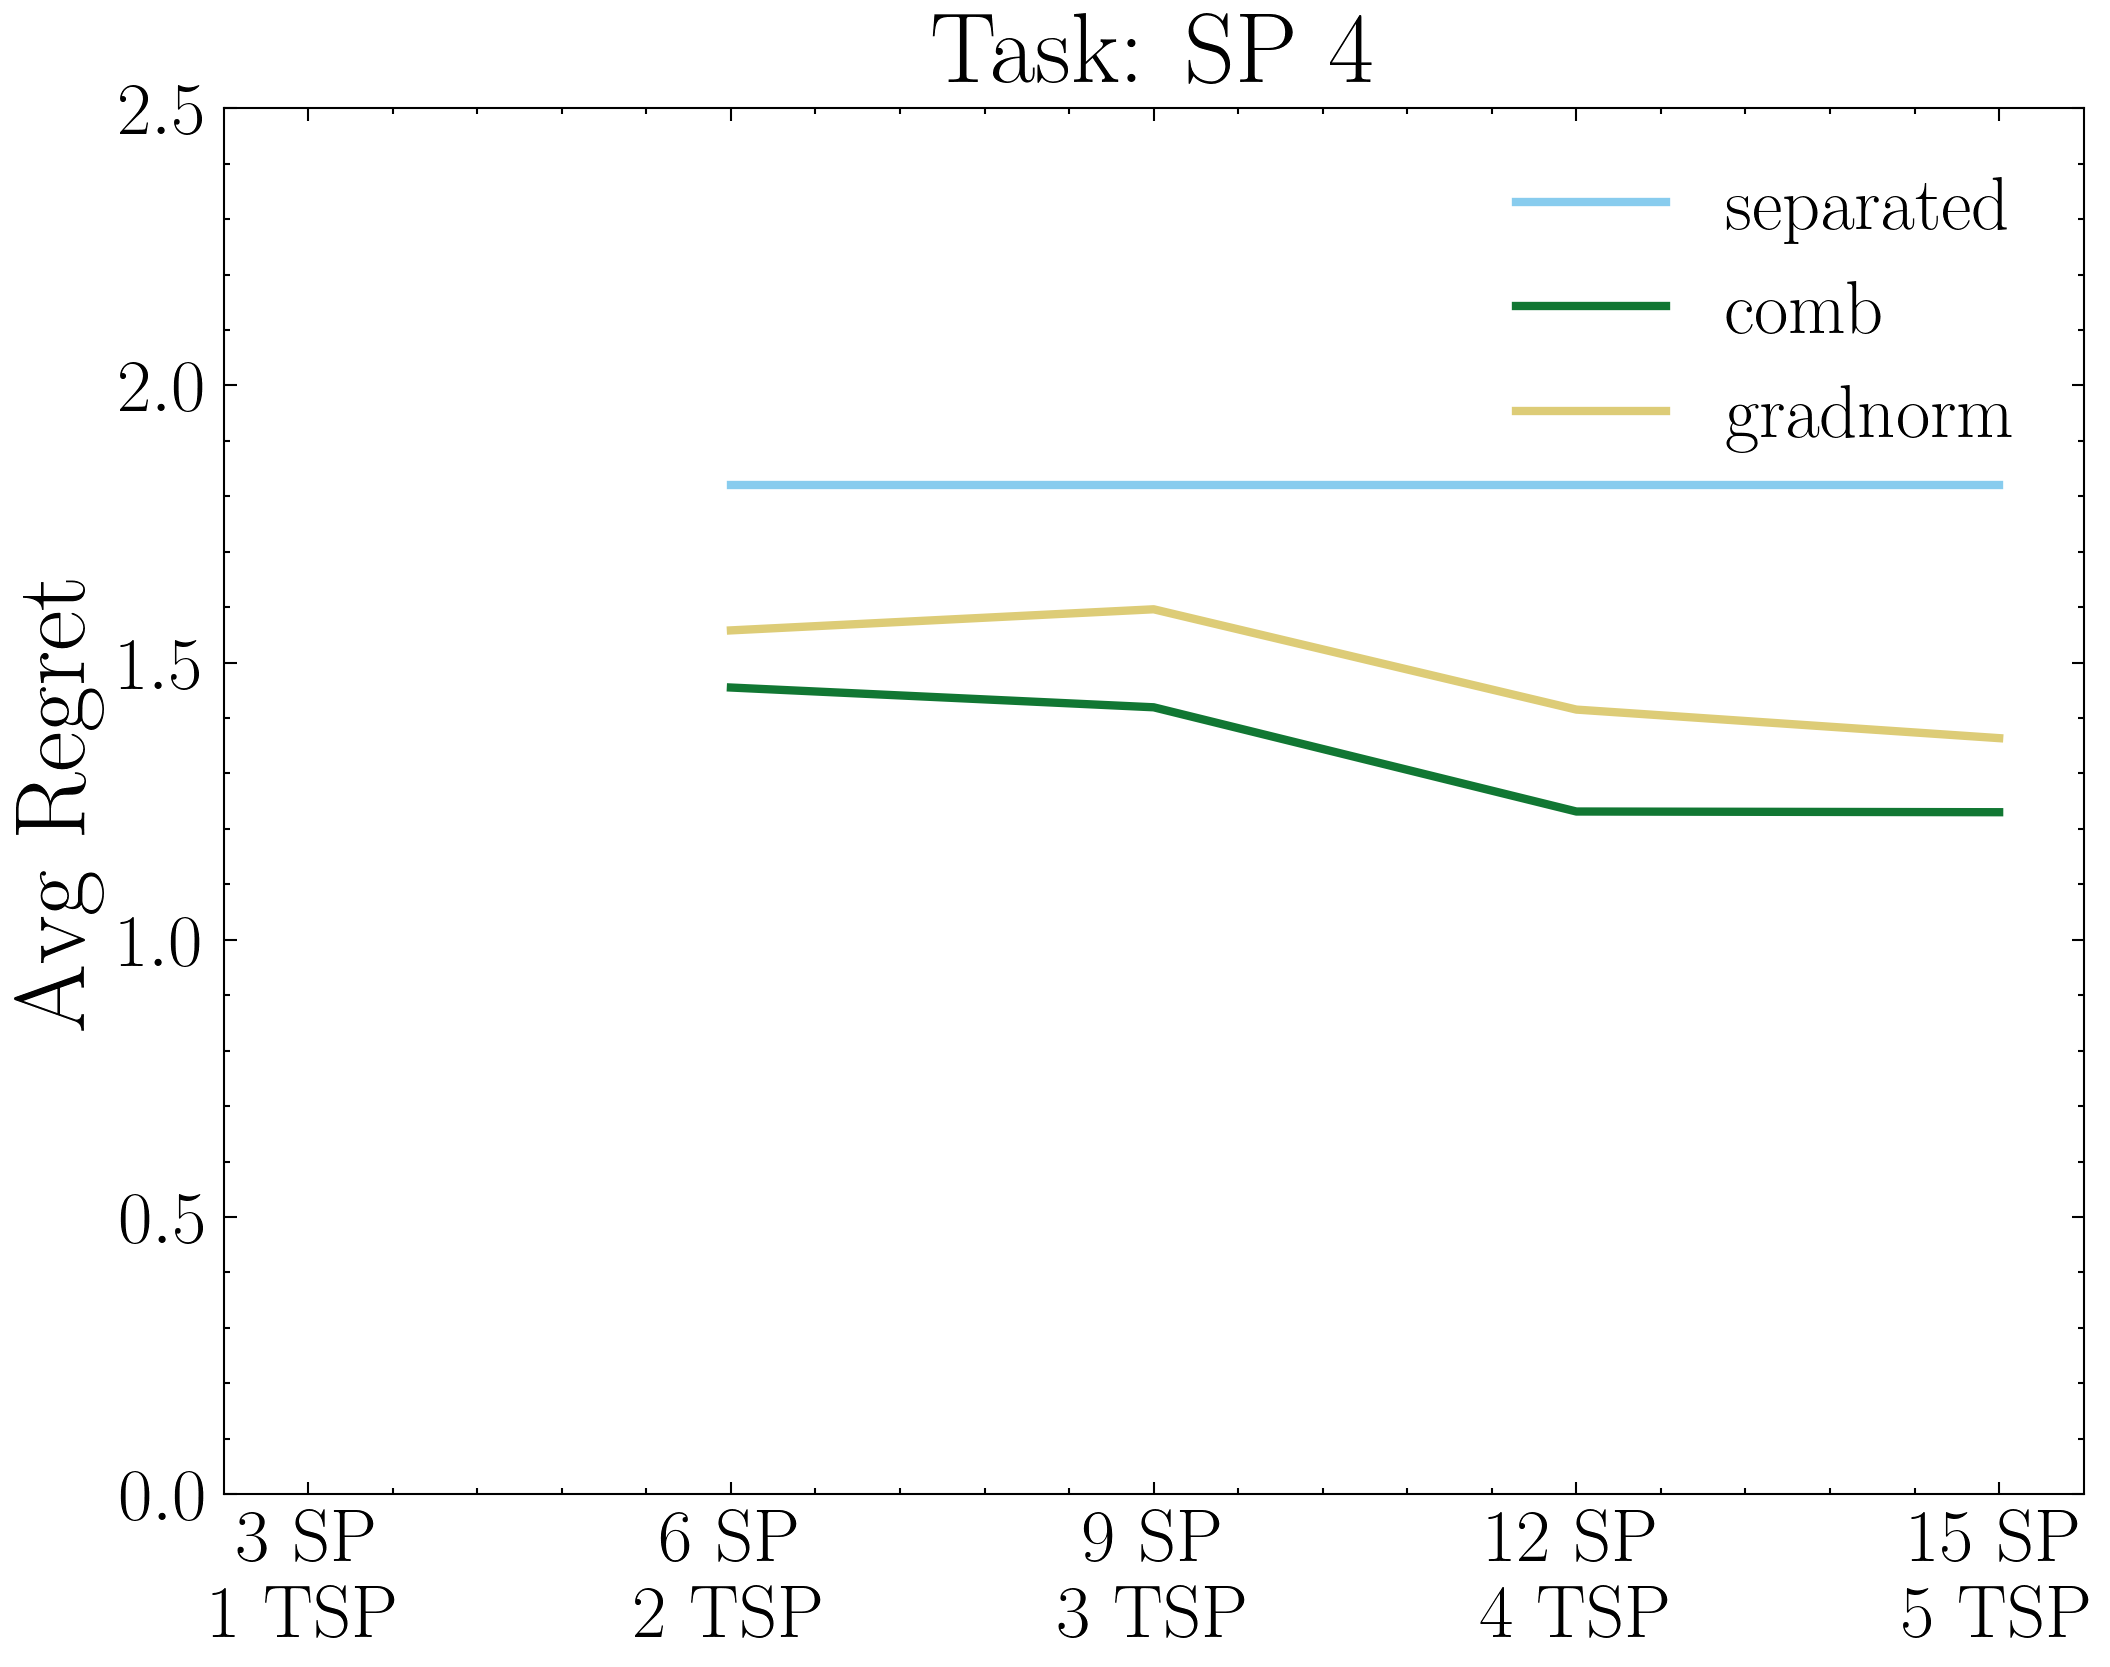 Task: SP 4
2.5
2.0
1.5
1.0
0.5
0.0
Avg Regret
separated
comb
gradnorm
3 SP
1 TSP
6 SP
2 TSP
9 SP
3 TSP
12 SP
4 TSP
15 SP
5 TSP